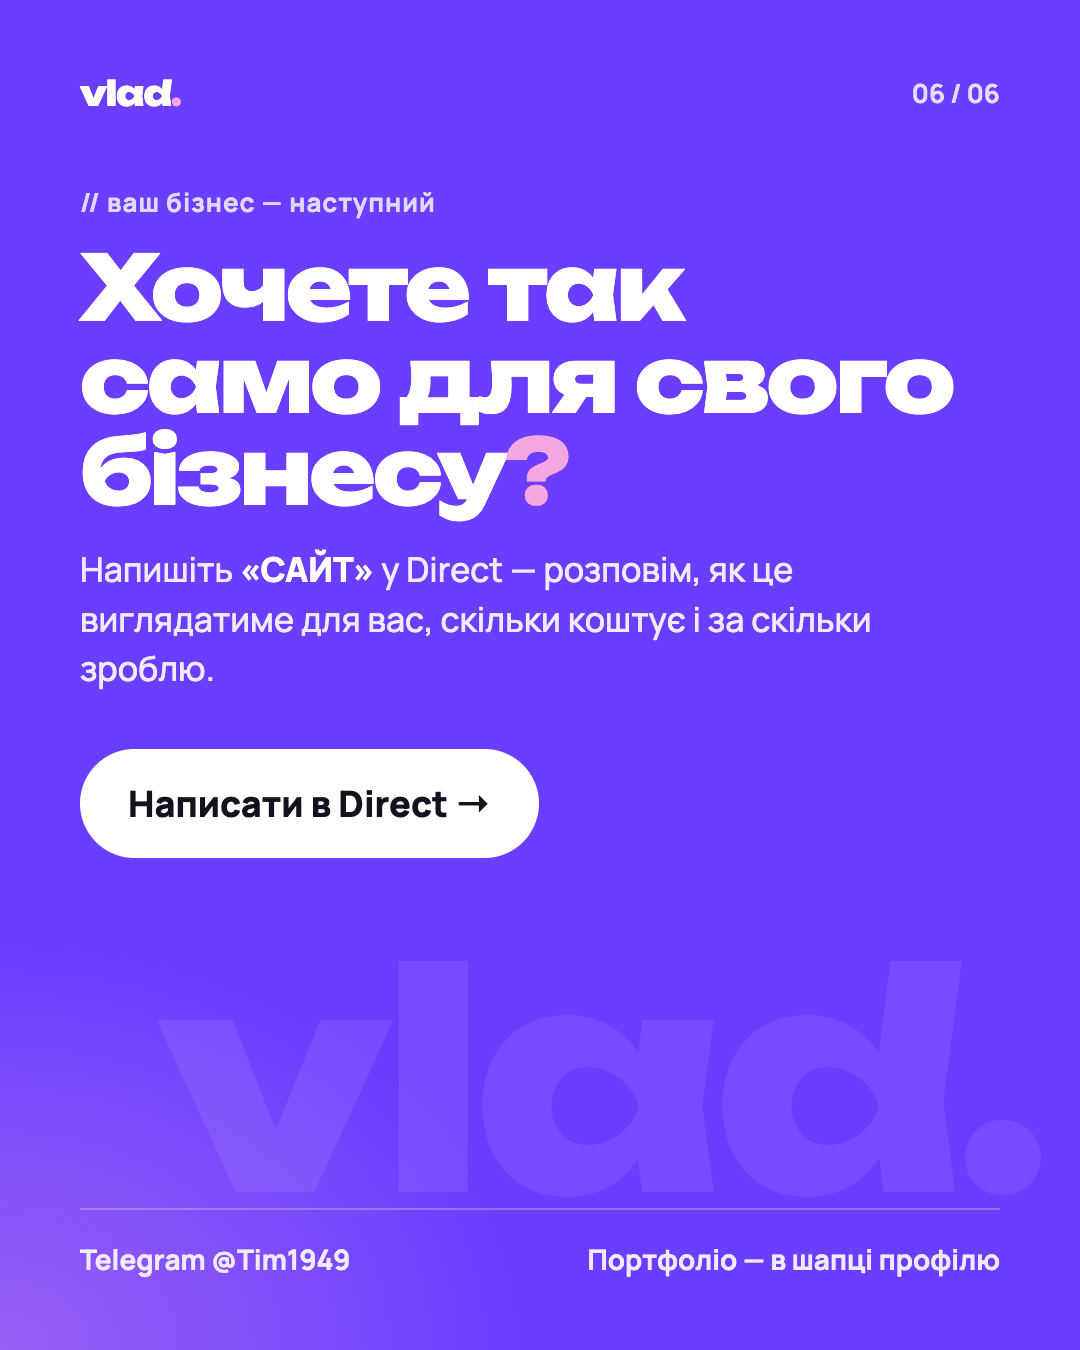 vlad.
06 / 06
// ваш бізнес — наступний
Хочете так
само для свого
бізнесу?
Напишіть «САЙТ» у Direct — розповім, як це
виглядатиме для вас, скільки коштує і за скільки
зроблю.
Написати в Direct →
vlad.
Telegram @Tim1949
Портфоліо — в шапці профілю